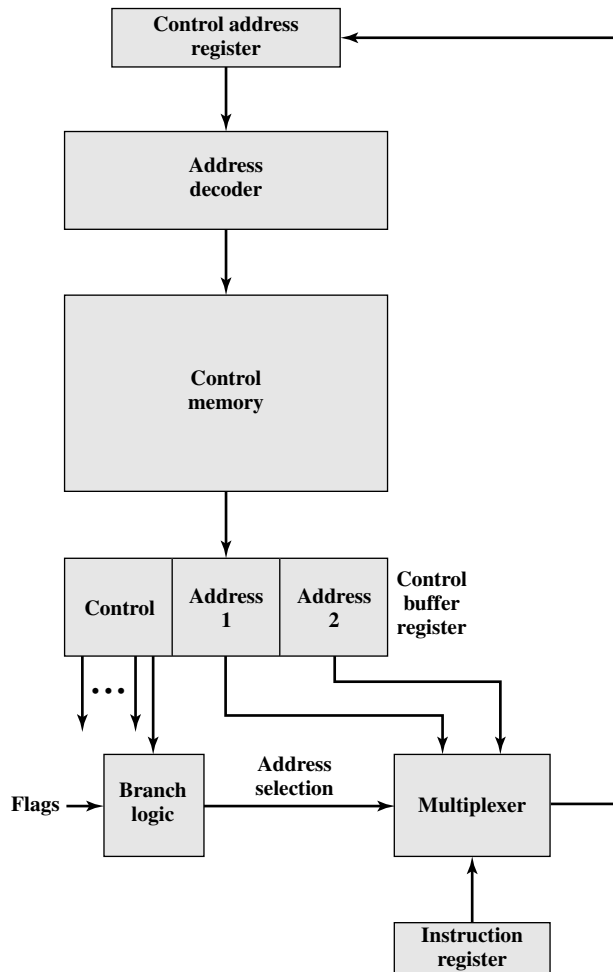 Control address
register
Address
decoder
Control
memory
Control
Address
1
Address
2
Control
buffer
register
Flags
Branch
logic
Address
selection
Multiplexer
Instruction
register